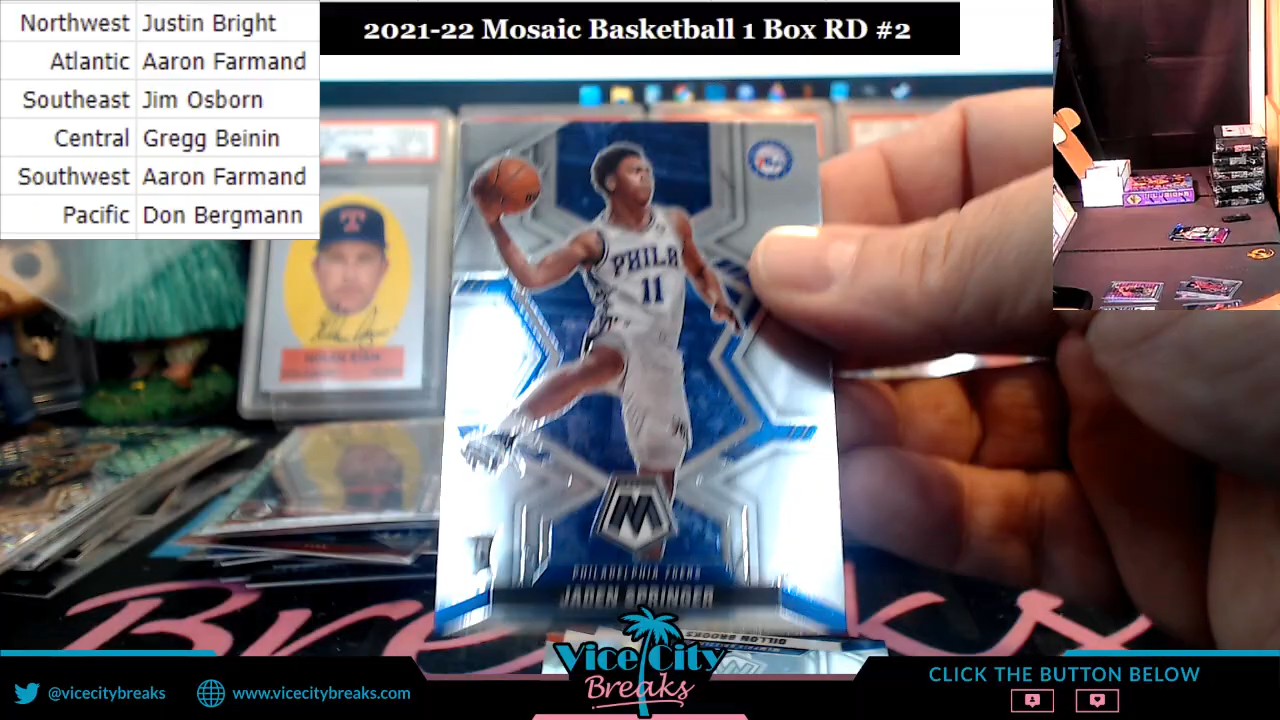 2021-22 Mosaic Basketball 1 Box RD #2
Northwest Justin Bright
Atlantic Aaron Farmand
Southeast Jim Osborn
Central Gregg Beinin
Southwest Aaron Farmand
Pacific Don Bergmann
T
PHILA
11
M
PHILADELPHIA 76ERS
JADEN SPRINGER
DILLON BROOKS
Vice City
Breaks
@vicecitybreaks
www.vicecitybreaks.com
CLICK THE BUTTON BELOW